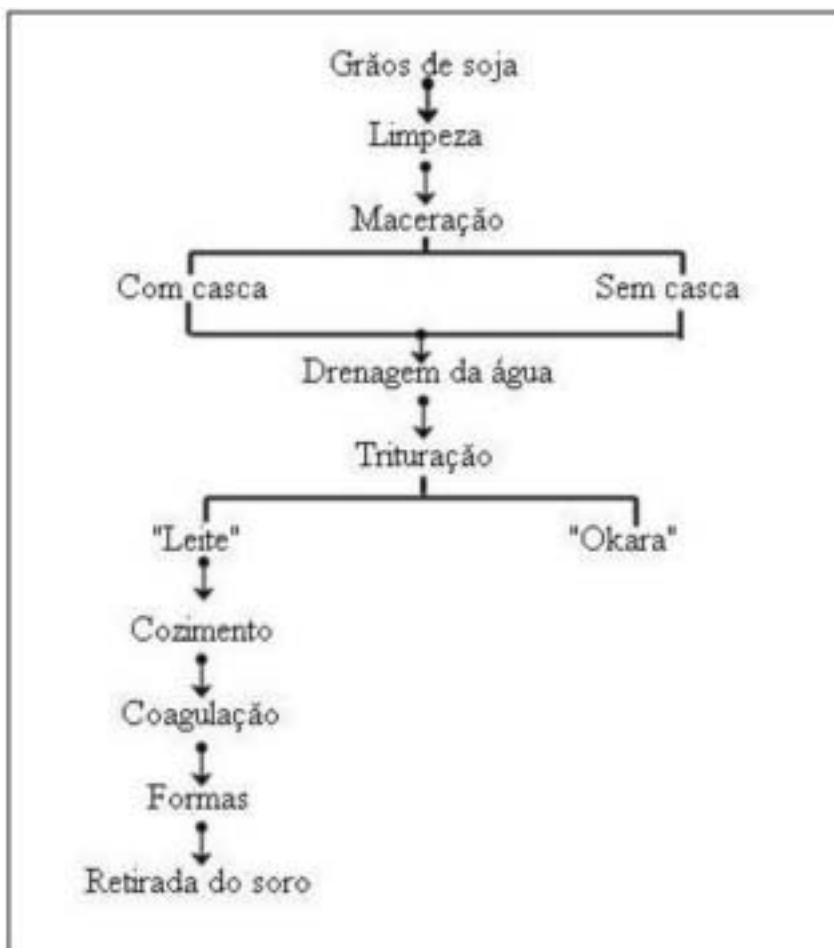 Grãos de soja
Limpeza
Maceração
Com casca Sem casca
Drenagem da água
Trituração
"Leite" "Okara"
Cozimento
Coagulação
Formas
Retirada do soro